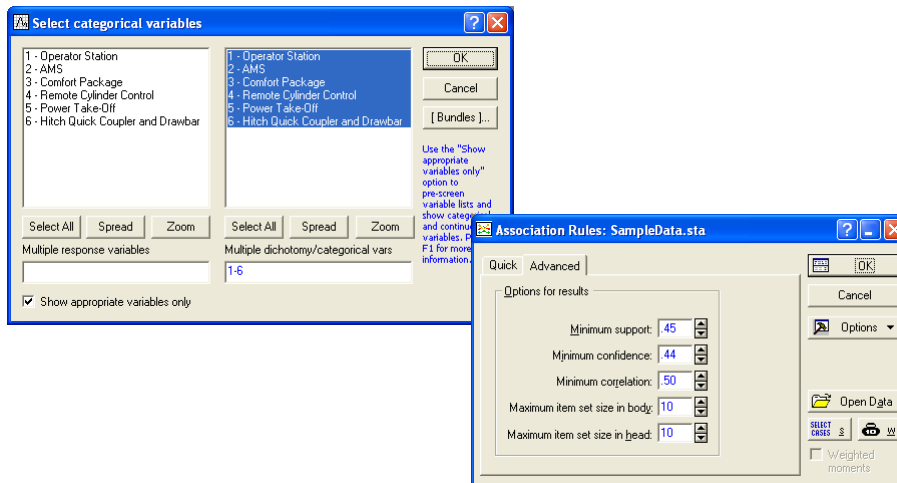 Select categorical variables
1 - Operator Station
2 - AMS
3 - Comfort Package
4 - Remote Cylinder Control
5 - Power Take-Off
6 - Hitch Quick Coupler and Drawbar
1 - Operator Station
2 - AMS
3 - Comfort Package
4 - Remote Cylinder Control
5 - Power Take-Off
6 - Hitch Quick Coupler and Drawbar
OK
Cancel
[ Bundles ]...
Use the "Show
appropriate
variables only"
option to
pre-screen
variable lists and
show
and
variables.
F1 for more
information.
Select All
Spread
Zoom
Select All
Spread
Zoom
Multiple response variables
Multiple dichotomy/categorical vars
1-6
Show appropriate variables only
Association Rules: SampleData.sta
Quick
Advanced
Options for results
Minimum support: .45
Minimum confidence: .44
Minimum correlation: .50
Maximum item set size in body: 10
Maximum item set size in head: 10
OK
Cancel
Options
Open Data
SELECT CASES S
W
Weighted
moments